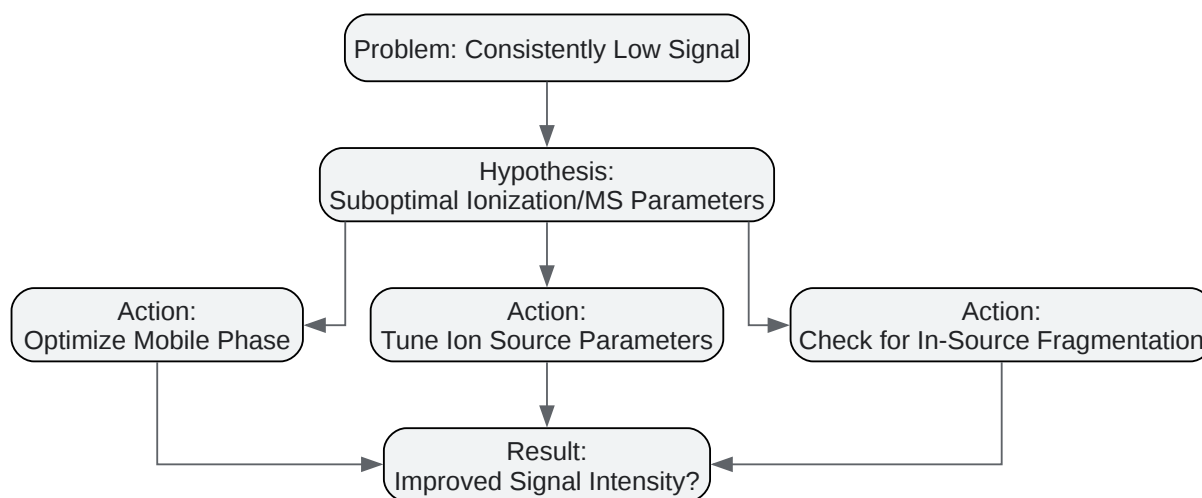 Problem: Consistently Low Signal
Hypothesis:
Suboptimal Ionization/MS Parameters
Action:
Optimize Mobile Phase
Action:
Tune Ion Source Parameters
Action:
Check for In-Source Fragmentation
Result:
Improved Signal Intensity?